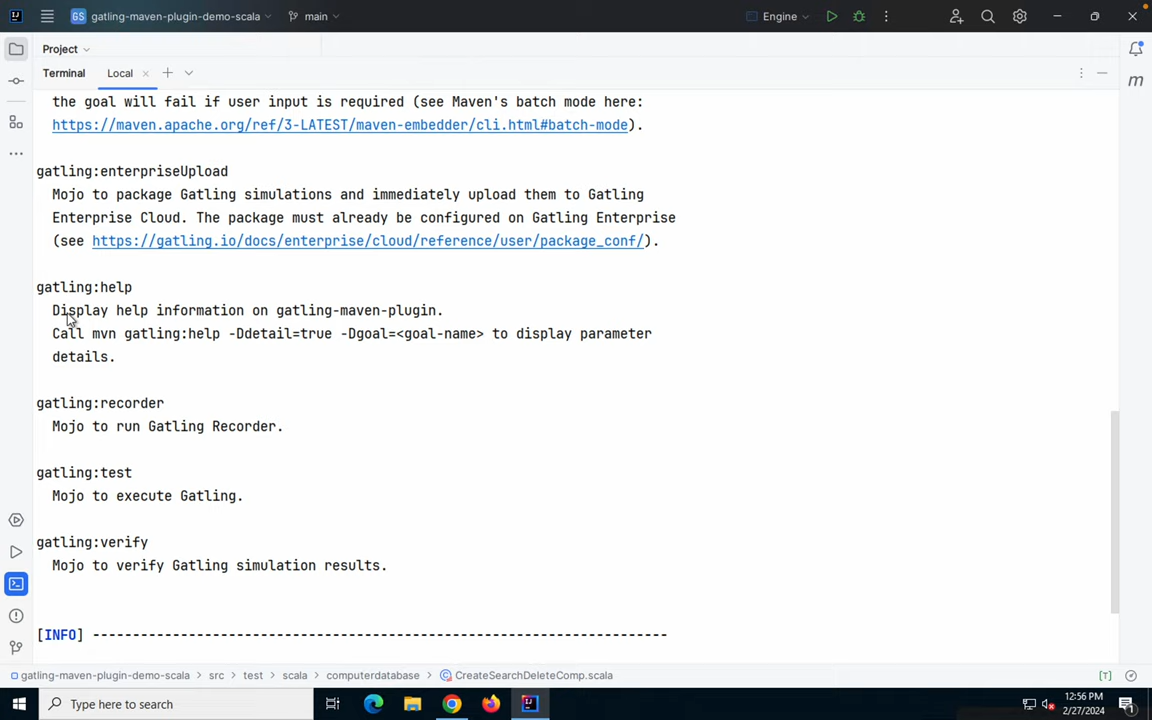 GS gatling-maven-plugin-demo-scala main Engine
Project
Terminal Local
the goal will fail if user input is required (see Maven's batch mode here:
https://maven.apache.org/ref/3-LATEST/maven-embedder/cli.html#batch-mode).
gatling:enterpriseUpload
Mojo to package Gatling simulations and immediately upload them to Gatling
Enterprise Cloud. The package must already be configured on Gatling Enterprise
(see https://gatling.io/docs/enterprise/cloud/reference/user/package_conf/).
gatling:help
Display help information on gatling-maven-plugin.
Call mvn gatling:help -Ddetail=true -Dgoal=<goal-name> to display parameter
details.
gatling:recorder
Mojo to run Gatling Recorder.
gatling:test
Mojo to execute Gatling.
gatling:verify
Mojo to verify Gatling simulation results.
[INFO] ------------------------------------------------------------------------
gatling-maven-plugin-demo-scala > src > test > scala > computerdatabase > CreateSearchDeleteComp.scala
Type here to search
12:56 PM
2/27/2024
1